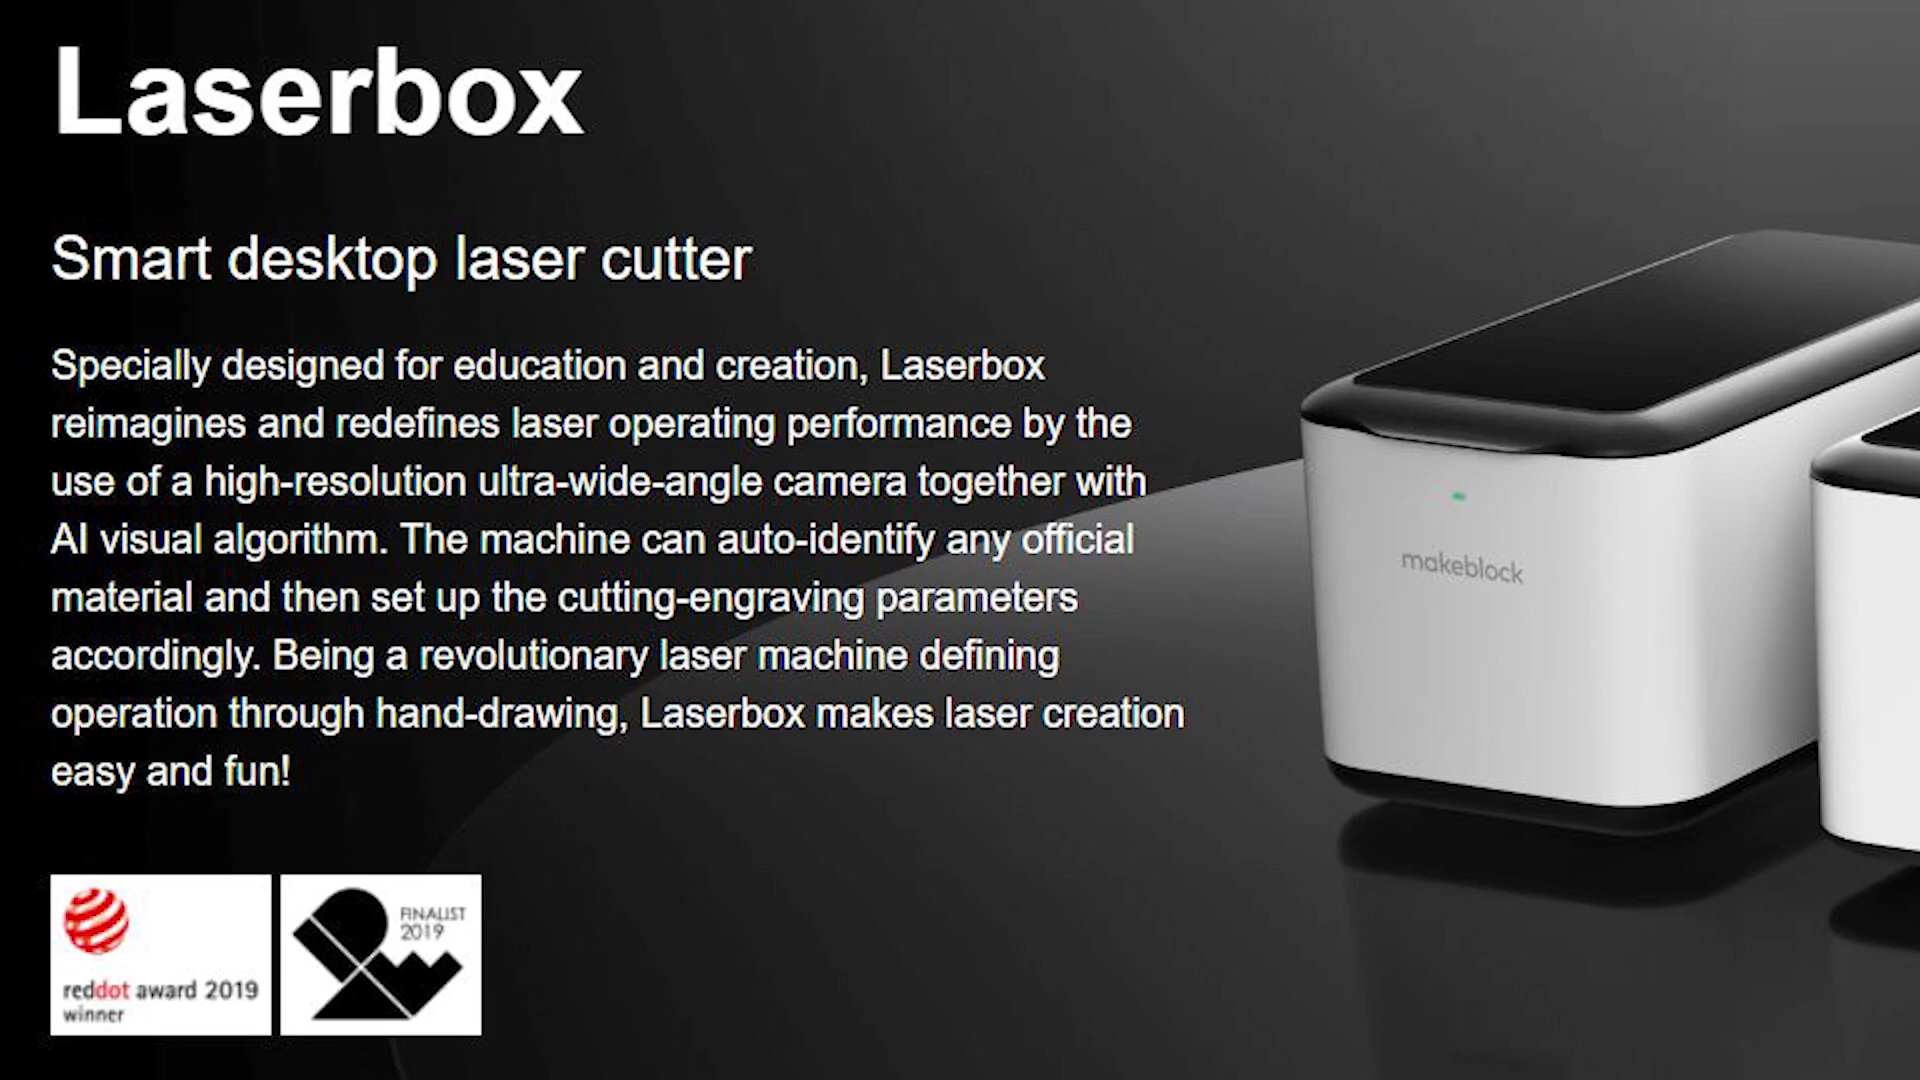 Laserbox
Smart desktop laser cutter
Specially designed for education and creation, Laserbox
reimagines and redefines laser operating performance by the
use of a high-resolution ultra-wide-angle camera together with
AI visual algorithm. The machine can auto-identify any official
material and then set up the cutting-engraving parameters
accordingly. Being a revolutionary laser machine defining
operation through hand-drawing, Laserbox makes laser creation
easy and fun!
makeblock
FINALIST
2019
reddot award 2019
winner